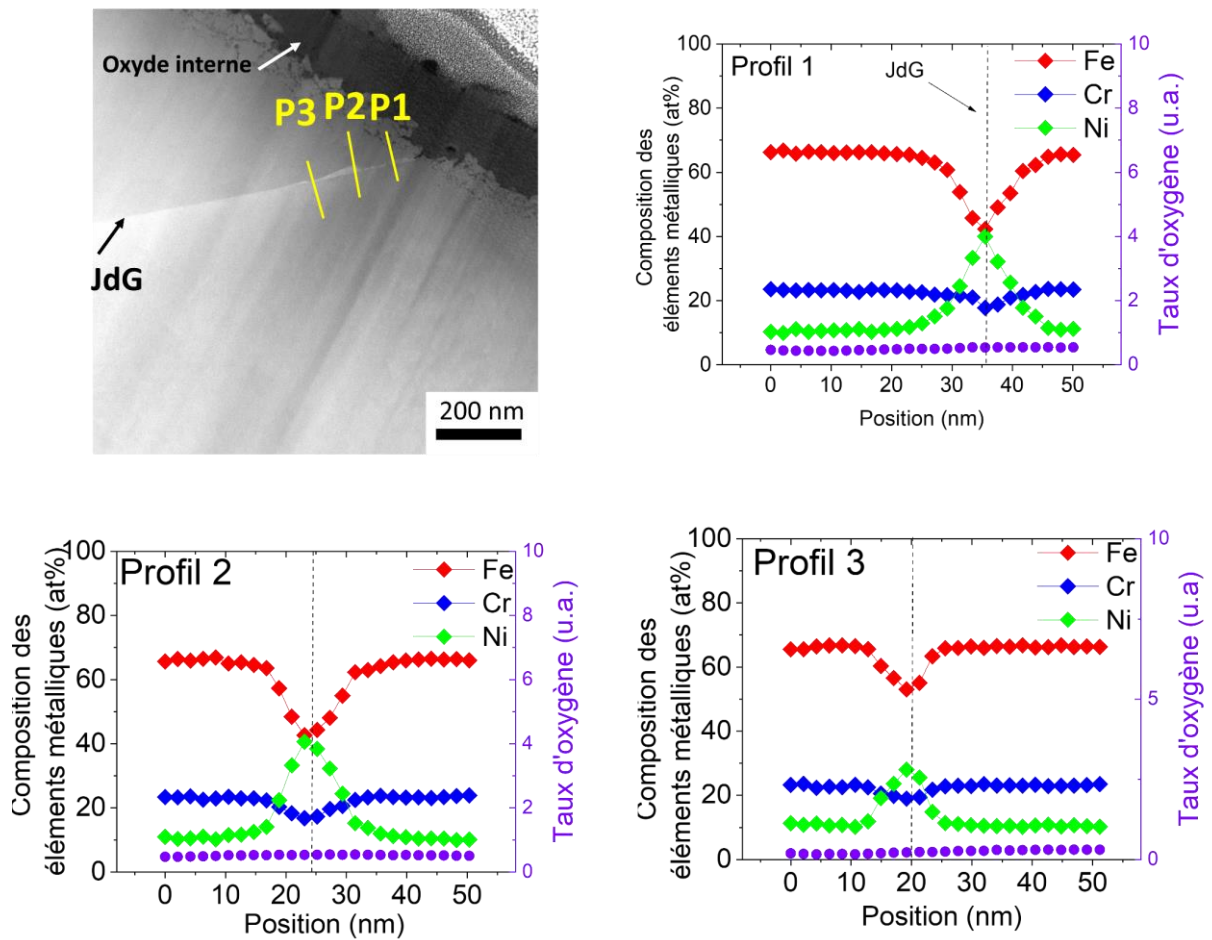 Oxyde interne
P3 P2 P1
JdG
200 nm
Profil 1
JdG
Fe
Cr
Ni
Composition des
éléments métalliques (at%)
100
80
60
40
20
0
Taux d'oxygène (u.a.)
10
8
6
4
2
0
0 10 20 30 40 50
Position (nm)
Profil 2
Fe
Cr
Ni
Composition des
éléments métalliques (at%)
100
80
60
40
20
0
Taux d'oxygène (u.a.)
10
8
6
4
2
0
0 10 20 30 40 50
Position (nm)
Profil 3
Fe
Cr
Ni
Composition des
éléments métalliques (at%)
100
80
60
40
20
0
Taux d'oxygène (u.a)
10
5
0
0 10 20 30 40 50
Position (nm)